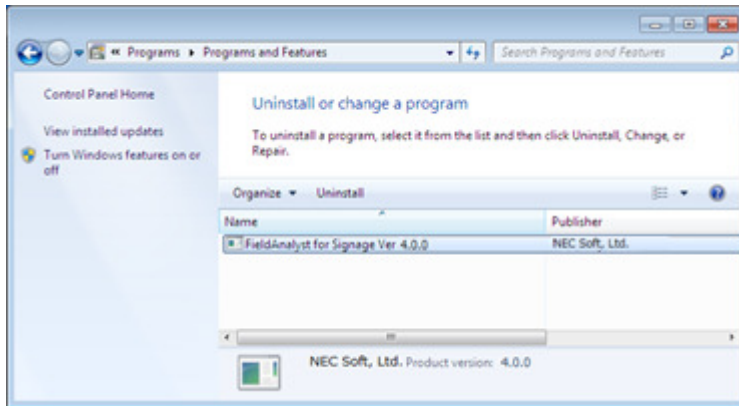 « Programs ▸ Programs and Features
Search Programs and Features
Control Panel Home
View installed updates
Turn Windows features on or
off
Uninstall or change a program
To uninstall a program, select it from the list and then click Uninstall, Change, or
Repair.
Organize Uninstall
Name Publisher
FieldAnalyst for Signage Ver 4.0.0 NEC Soft, Ltd.
NEC Soft, Ltd. Product version: 4.0.0